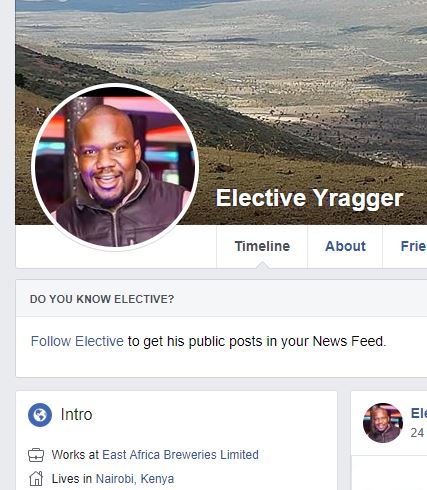 Elective Yragger
Timeline About Frie
DO YOU KNOW ELECTIVE?
Follow Elective to get his public posts in your News Feed.
Intro
Works at East Africa Breweries Limited
Lives in Nairobi, Kenya
Ele
24